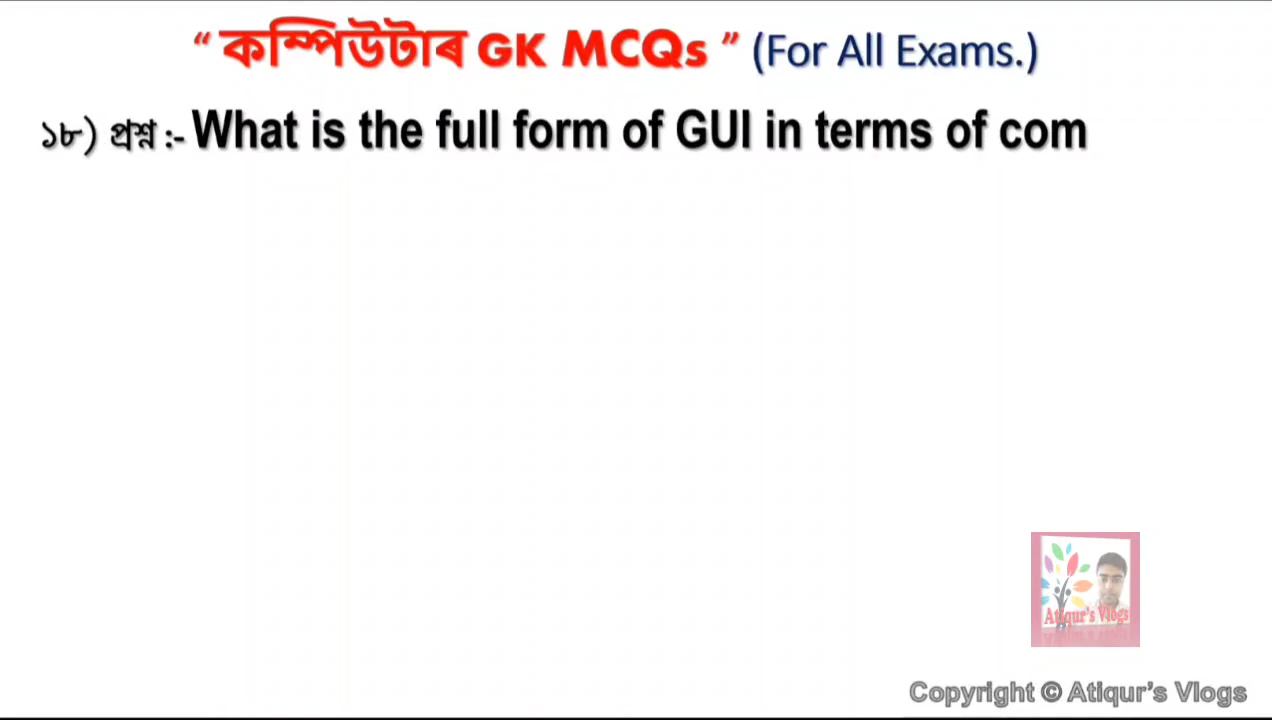 “ কম্পিউটাৰ GK MCQs ” (For All Exams.)
১৮) প্ৰশ্ন :- What is the full form of GUI in terms of com
Atiqur's Vlogs
Copyright © Atiqur's Vlogs